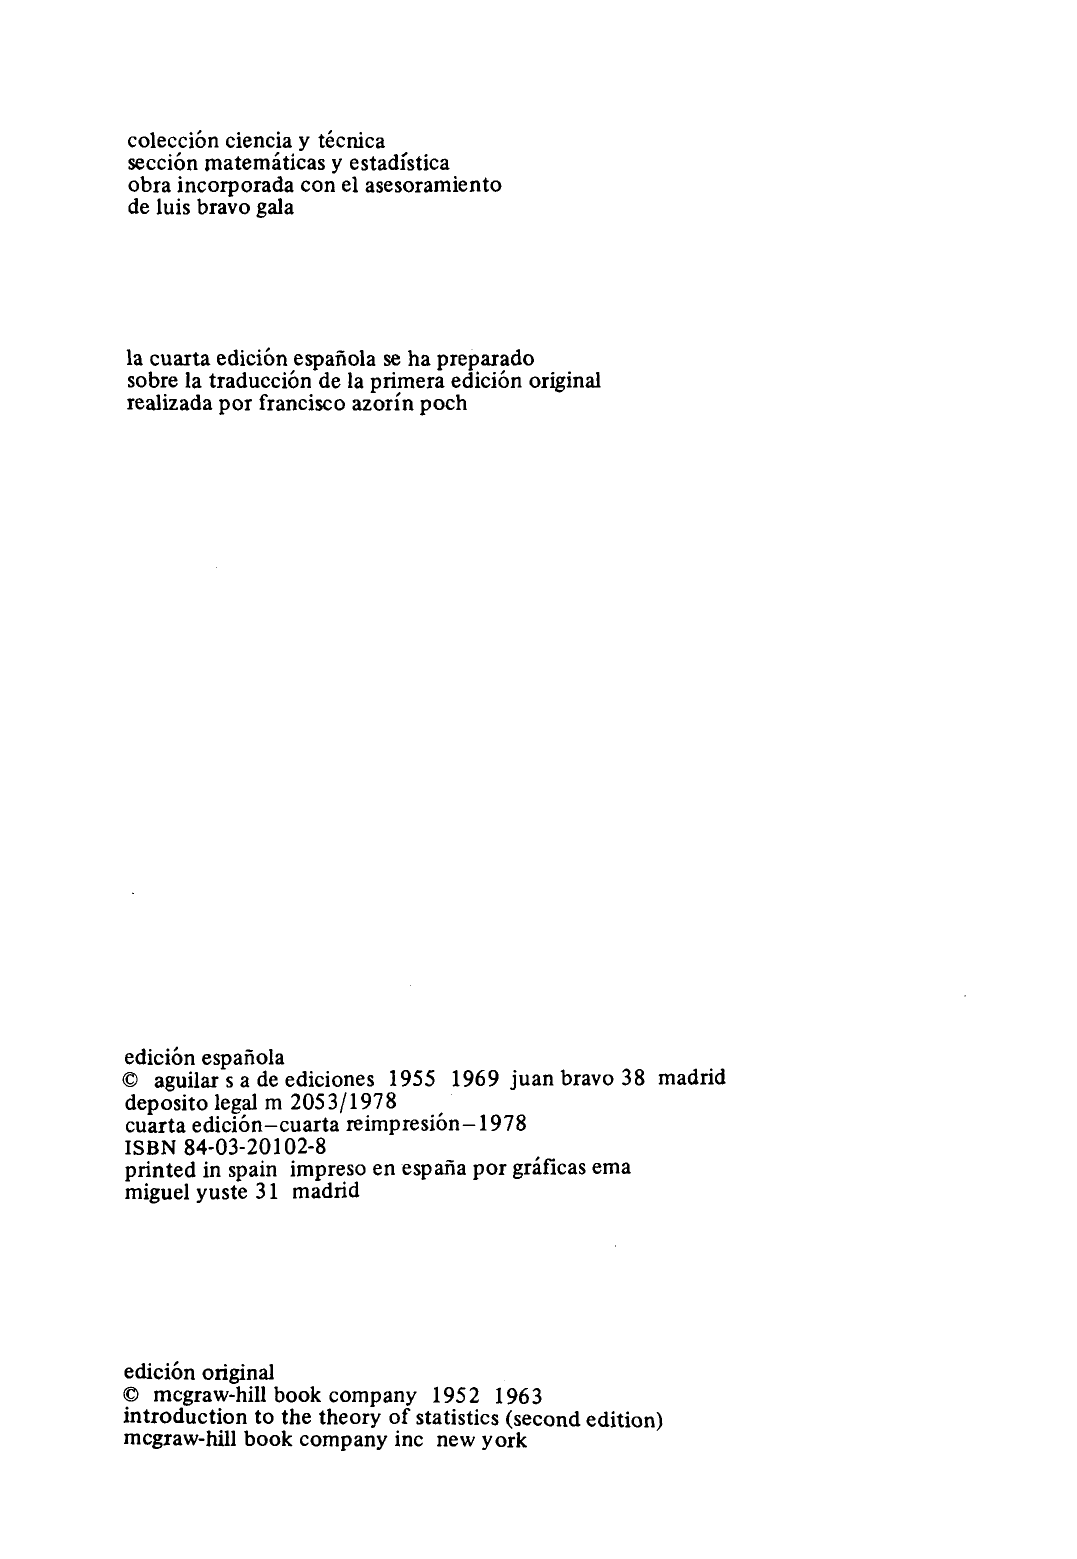 colección ciencia y técnica
sección matemáticas y estadística
obra incorporada con el asesoramiento
de luis bravo gala
la cuarta edición española se ha preparado
sobre la traducción de la primera edición original
realizada por francisco azorín poch
edición española
© aguilar s a de ediciones 1955 1969 juan bravo 38 madrid
deposito legal m 2053/1978
cuarta edición–cuarta reimpresión–1978
ISBN 84-03-20102-8
printed in spain impreso en españa por gráficas ema
miguel yuste 31 madrid
edición original
© mcgraw-hill book company 1952 1963
introduction to the theory of statistics (second edition)
mcgraw-hill book company inc new york